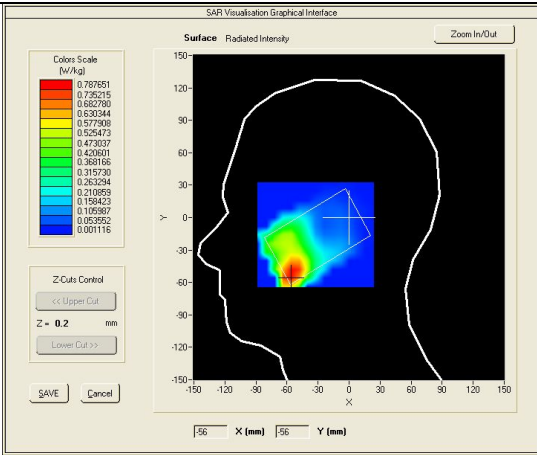 SAR Visualisation Graphical Interface
Surface Radiated Intensity
Zoom In/Out
Colors Scale
(W/kg)
0.787651
0.735215
0.682780
0.630344
0.577908
0.525473
0.473037
0.420601
0.368166
0.315730
0.263294
0.210859
0.158423
0.105987
0.053552
0.001116
Z-Cuts Control
<< Upper Cut
Z = 0.2 mm
Lower Cut >>
SAVE
Cancel
150
120
90
60
30
0
-30
-60
-90
-120
-150
Y
-150 -120 -90 -60 -30 0 30 60 90 120 150
X
-56 X (mm) -56 Y (mm)